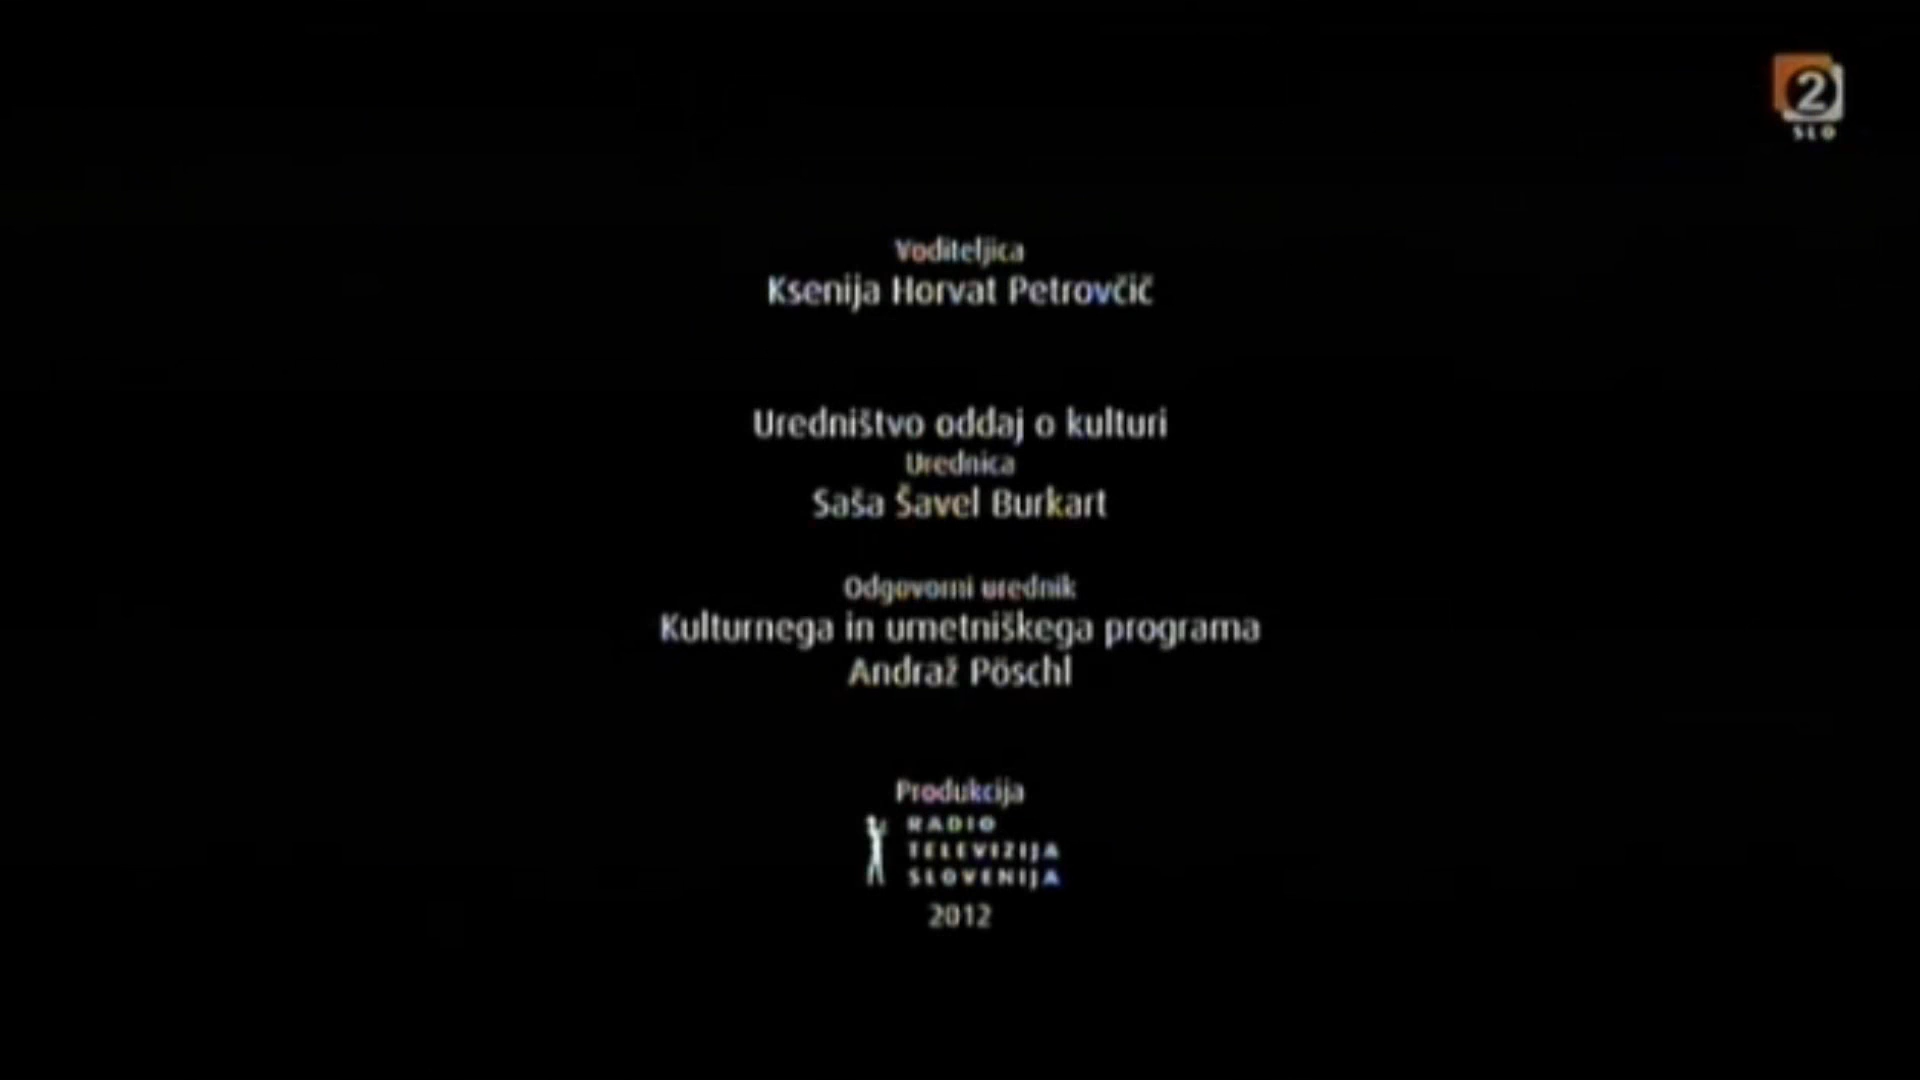 2
SLO
Voditeljica
Ksenija Horvat Petrovčič
Uredništvo oddaj o kulturi
Urednica
Saša Šavel Burkart
Odgovorni urednik
Kulturnega in umetniškega programa
Andraž Pöschl
Produkcija
RADIO
TELEVIZIJA
SLOVENIJA
2012